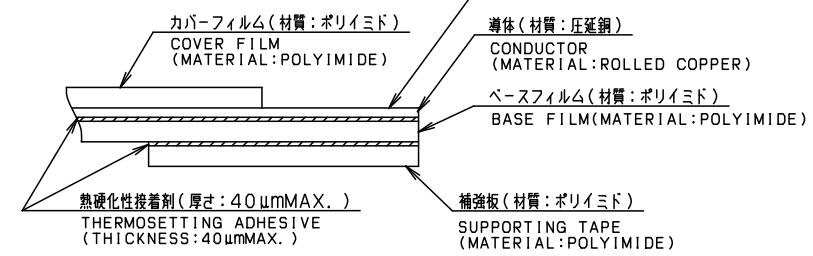 カバーフィルム(材質:ポリイミド)
COVER FILM
(MATERIAL:POLYIMIDE)
導体(材質:圧延銅)
CONDUCTOR
(MATERIAL:ROLLED COPPER)
ベースフィルム(材質:ポリイミド)
BASE FILM(MATERIAL:POLYIMIDE)
熱硬化性接着剤(厚さ:40μmMAX.)
THERMOSETTING ADHESIVE
(THICKNESS:40μmMAX.)
補強板(材質:ポリイミド)
SUPPORTING TAPE
(MATERIAL:POLYIMIDE)